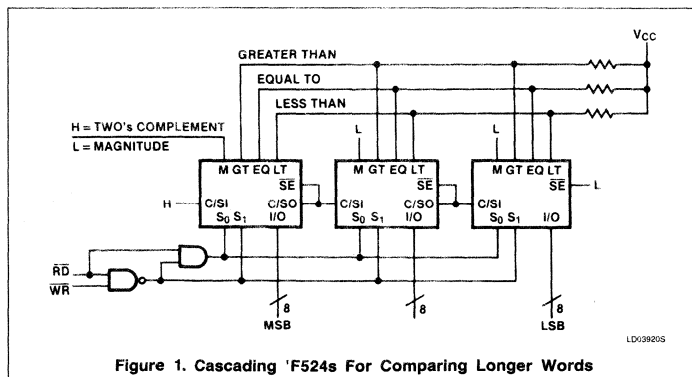 VCC
GREATER THAN
EQUAL TO
LESS THAN
H = TWO's COMPLEMENT
L = MAGNITUDE
L
L
M GT EQ LT
M GT EQ LT
M GT EQ LT
SE
SE
SE
L
H
C/SI
C/SO
C/SI
C/SO
C/SI
S0 S1
I/O
S0 S1
I/O
S0 S1
I/O
RD
WR
8
8
8
MSB
LSB
LD03920S
Figure 1. Cascading 'F524s For Comparing Longer Words